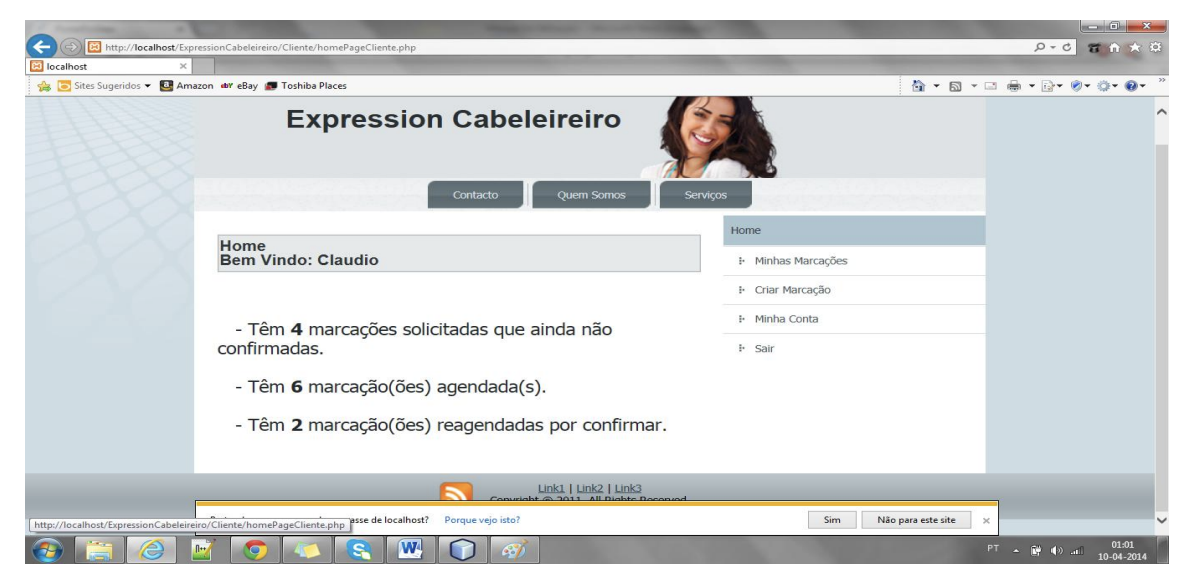 http://localhost/ExpressionCabeleireiro/Cliente/homePageCliente.php
localhost
Sites Sugeridos
Amazon
eBay
Toshiba Places
Expression Cabeleireiro
Contacto
Quem Somos
Serviços
Home
Bem Vindo: Claudio
- Têm 4 marcações solicitadas que ainda não
confirmadas.
- Têm 6 marcação(ões) agendada(s).
- Têm 2 marcação(ões) reagendadas por confirmar.
Home
Minhas Marcações
Criar Marcação
Minha Conta
Sair
Link1 | Link2 | Link3
Copyright © 2011. All Rights Reserved
de localhost?
Porque vejo isto?
Sim
Não para este site
http://localhost/ExpressionCabeleireiro/Cliente/homePageCliente.php
PT
01:01
10-04-2014